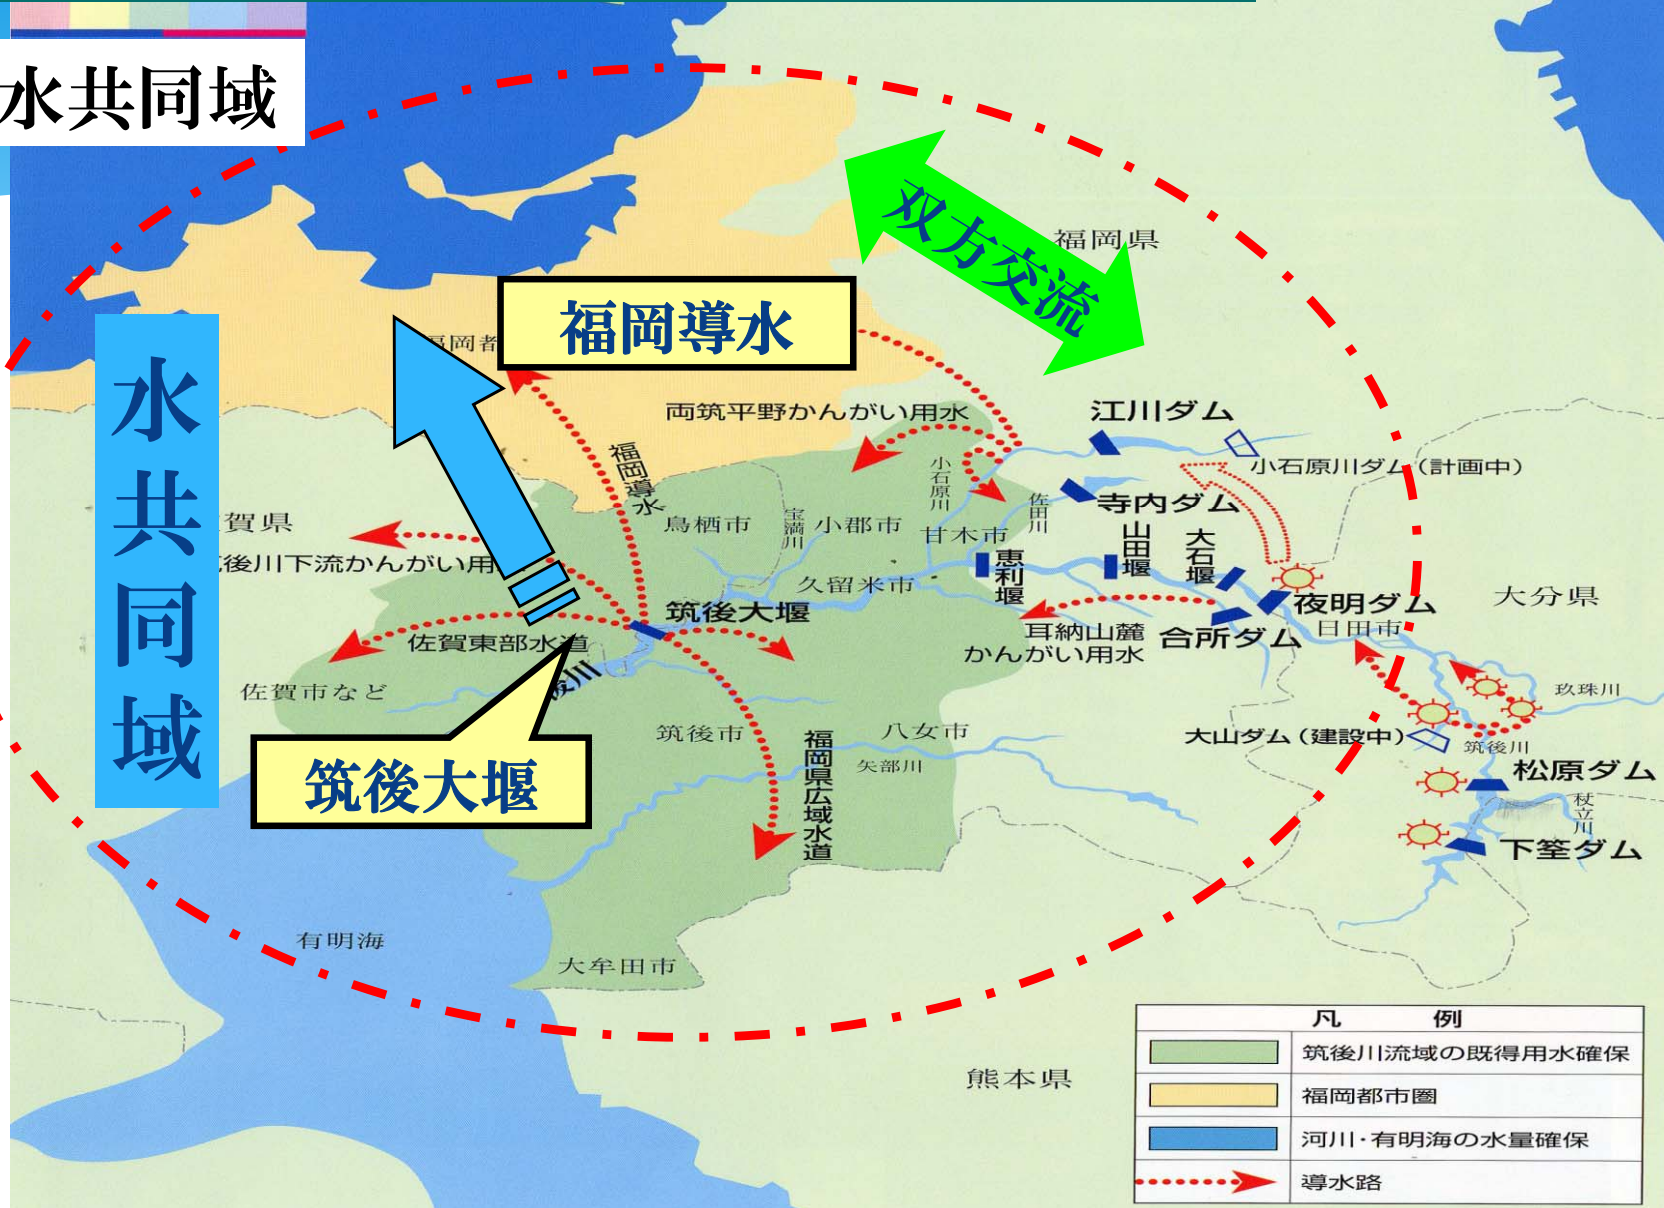 水共同域
双方交流
福岡県
福岡導水
水共同域
福岡都
両筑平野かんがい用水
江川ダム
小石原川ダム(計画中)
福岡導水
小石原川
寺内ダム
佐田川
賀県
鳥栖市
宝満川
小郡市
甘木市
山田堰
大石堰
後川下流かんがい用
恵利堰
久留米市
夜明ダム
大分県
筑後大堰
日田市
佐賀東部水道
耳納山麓
かんがい用水
合所ダム
後川
佐賀市など
玖珠川
筑後市
福岡県広域水道
八女市
大山ダム(建設中)
筑後川
矢部川
筑後大堰
松原ダム
杖立川
下筌ダム
有明海
大牟田市
熊本県
凡 例
筑後川流域の既得用水確保
福岡都市圏
河川・有明海の水量確保
導水路